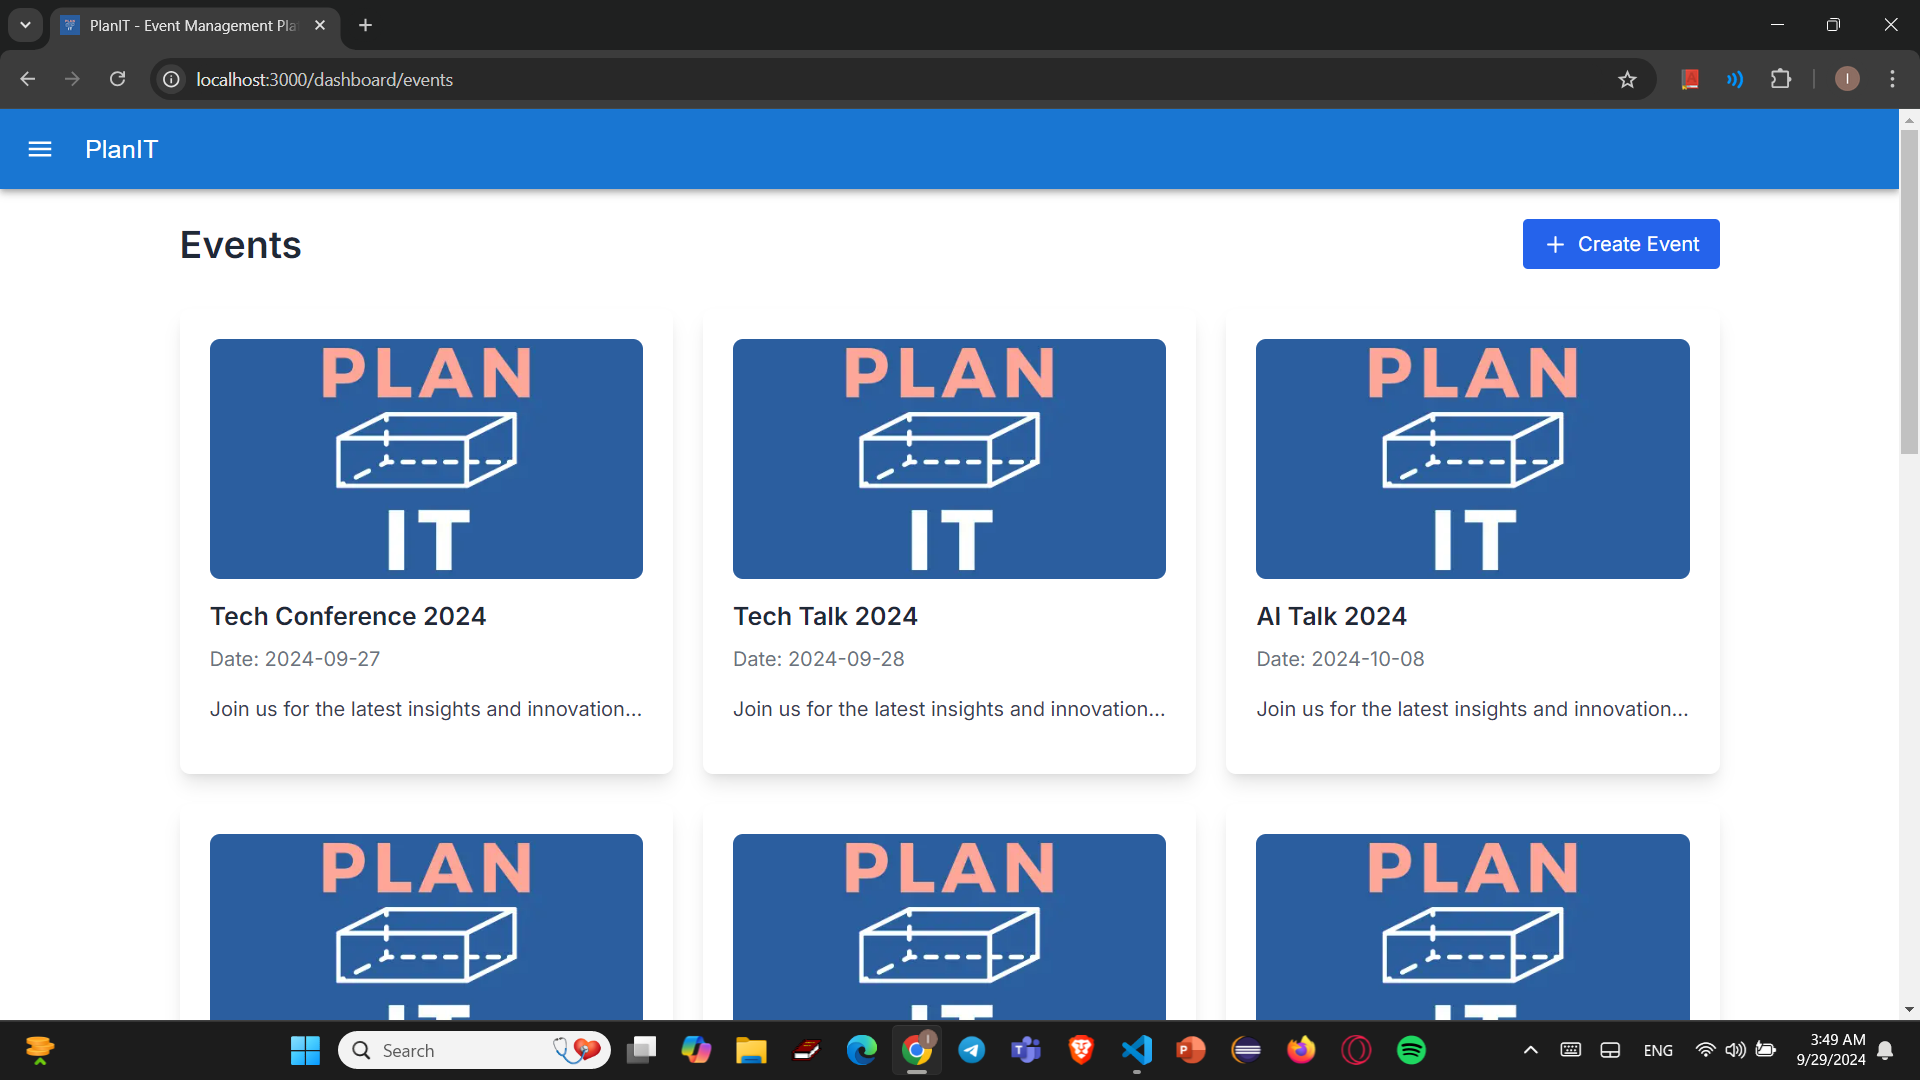 PlanIT - Event Management Pla
localhost:3000/dashboard/events
I
PlanIT
Events
+ Create Event
PLAN
IT
PLAN
IT
PLAN
IT
Tech Conference 2024
Tech Talk 2024
AI Talk 2024
Date: 2024-09-27
Date: 2024-09-28
Date: 2024-10-08
Join us for the latest insights and innovation...
Join us for the latest insights and innovation...
Join us for the latest insights and innovation...
PLAN
IT
PLAN
IT
PLAN
IT
Search
ENG
3:49 AM
9/29/2024